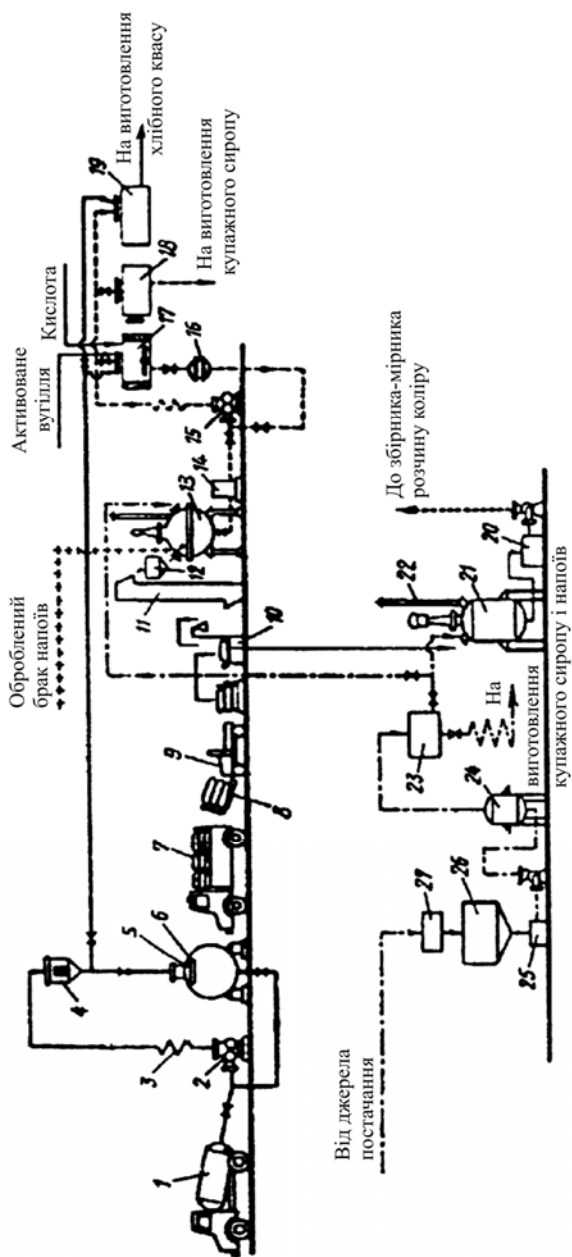 Оброблений
брак напоїв
Активоване
вугілля
Кислота
На виготовлення
хлібного квасу
На виготовлення
купажного сиропу
1
2
3
4
5
6
7
8
9
10
11
12
13
14
15
16
17
18
19
Від джерела
постачання
27
26
25
24
23
22
21
20
На
виготовлення
купажного сиропу і напоїв
До збірника-мірника
розчину коліру